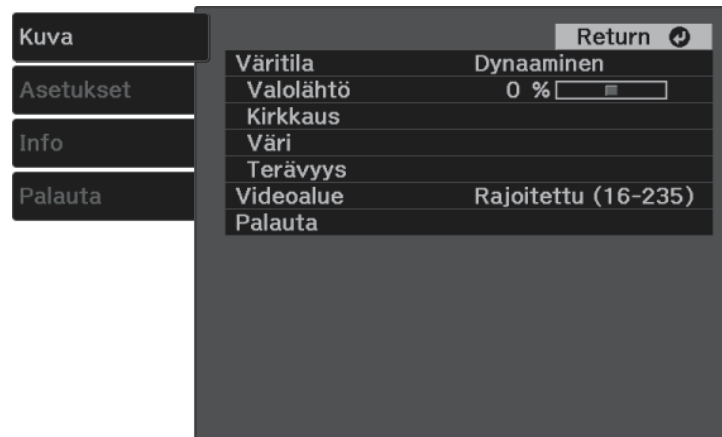 Kuva
Asetukset
Info
Palauta
Return
Väritila Dynaaminen
Valolähtö 0 %
Kirkkaus
Väri
Terävyys
Videoalue Rajoitettu (16-235)
Palauta